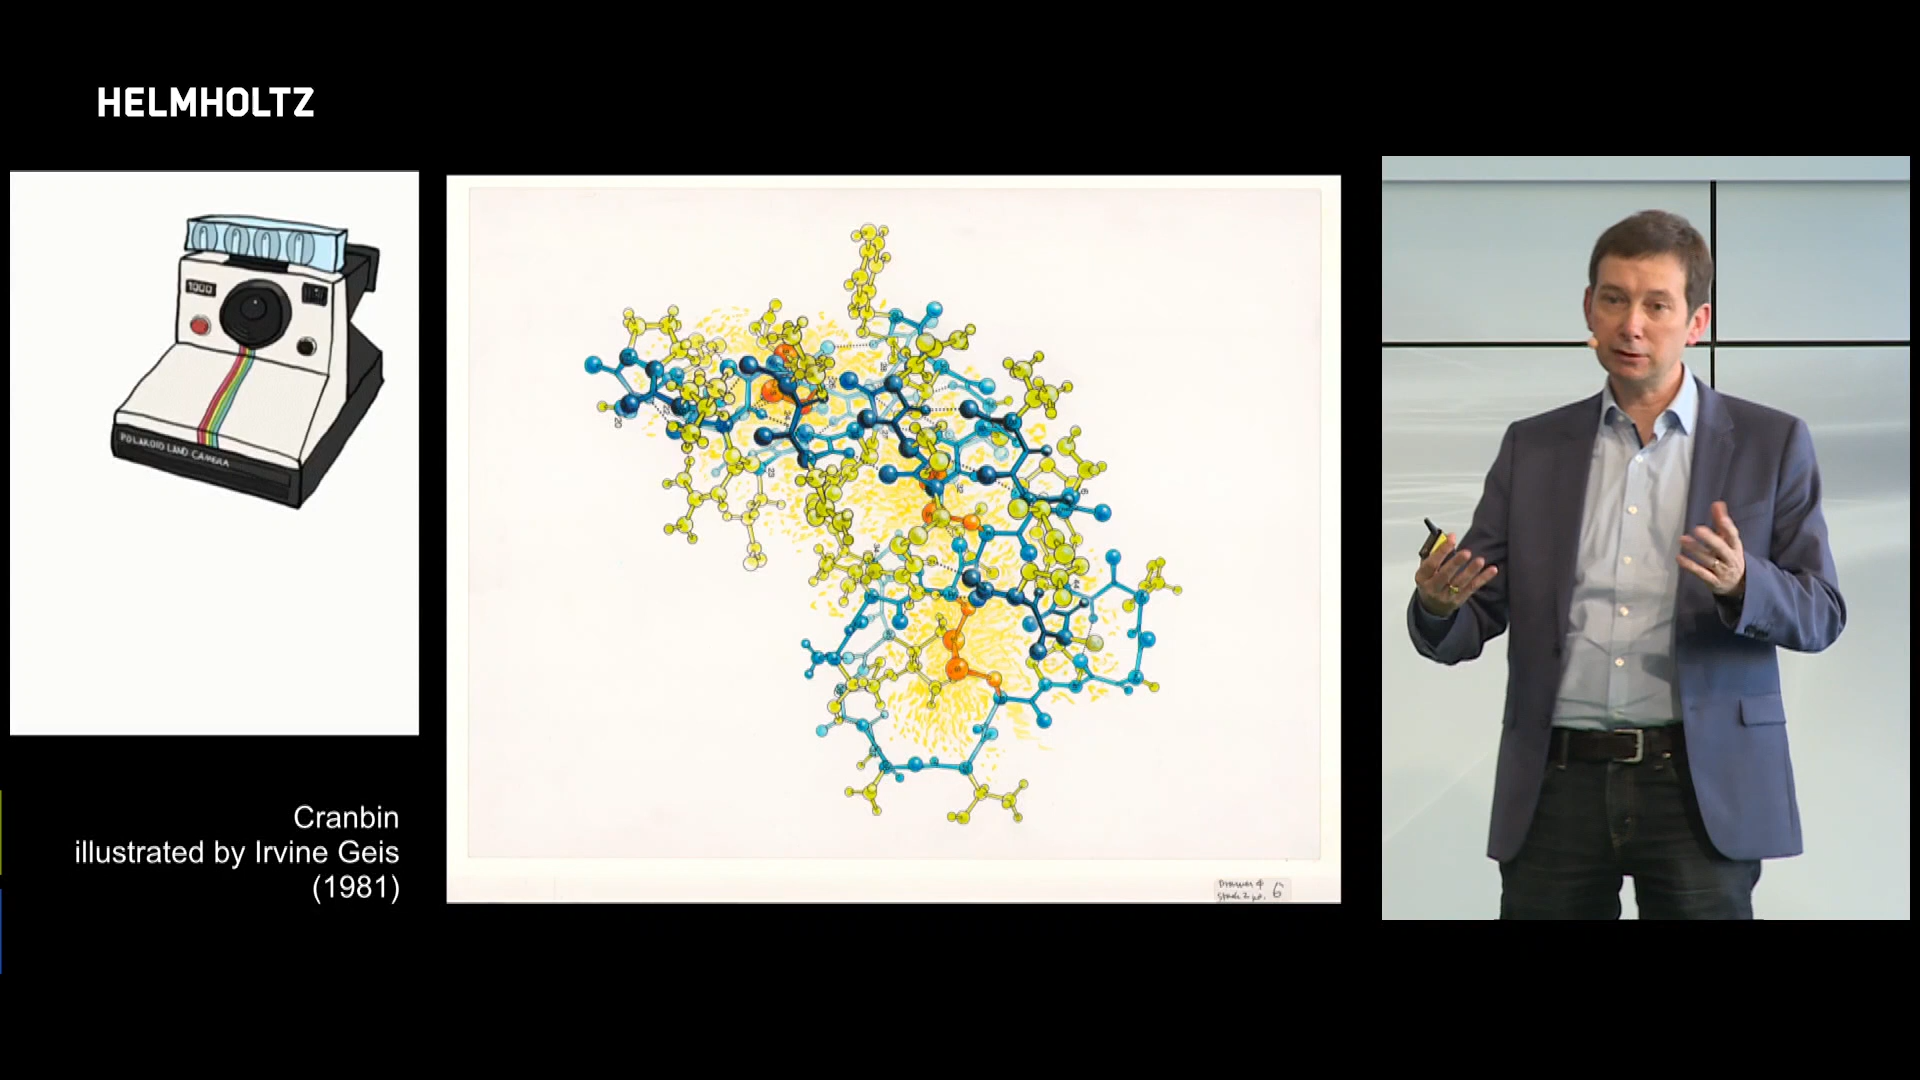 HELMHOLTZ
1000
POLAROID LAND CAMERA
Cranbin
illustrated by Irvine Geis
(1981)
6